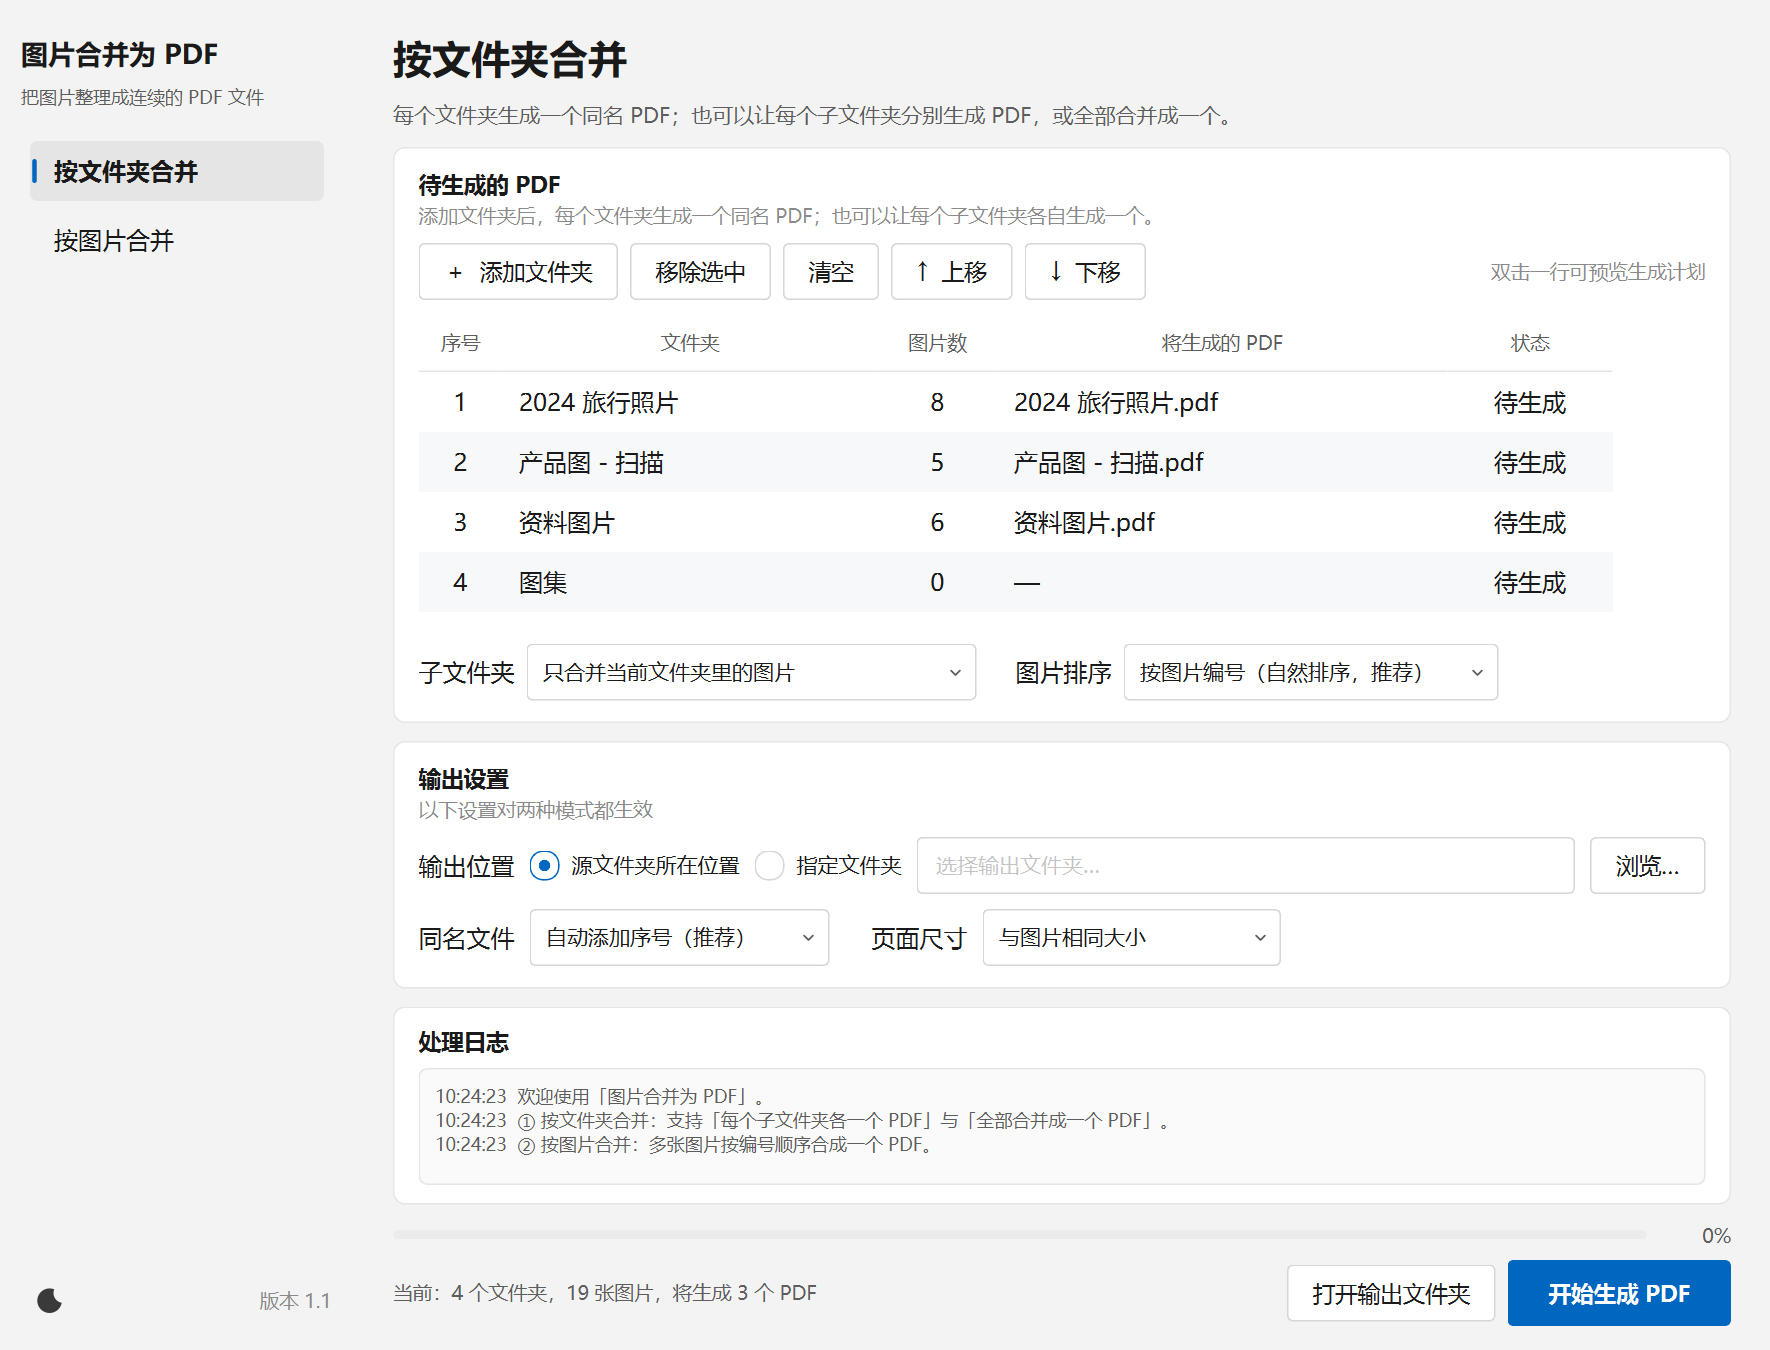 图片合并为 PDF
把图片整理成连续的 PDF 文件
按文件夹合并
按图片合并
按文件夹合并
每个文件夹生成一个同名 PDF；也可以让每个子文件夹分别生成 PDF，或全部合并成一个。
待生成的 PDF
添加文件夹后，每个文件夹生成一个同名 PDF；也可以让每个子文件夹各自生成一个。
+ 添加文件夹 移除选中 清空 ↑ 上移 ↓ 下移 双击一行可预览生成计划
序号 文件夹 图片数 将生成的 PDF 状态
1 2024 旅行照片 8 2024 旅行照片.pdf 待生成
2 产品图 - 扫描 5 产品图 - 扫描.pdf 待生成
3 资料图片 6 资料图片.pdf 待生成
4 图集 0 — 待生成
子文件夹 只合并当前文件夹里的图片 图片排序 按图片编号（自然排序，推荐）
输出设置
以下设置对两种模式都生效
输出位置 源文件夹所在位置 指定文件夹 选择输出文件夹... 浏览...
同名文件 自动添加序号（推荐） 页面尺寸 与图片相同大小
处理日志
10:24:23 欢迎使用「图片合并为 PDF」。
10:24:23 ① 按文件夹合并：支持「每个子文件夹各一个 PDF」与「全部合并成一个 PDF」。
10:24:23 ② 按图片合并：多张图片按编号顺序合成一个 PDF。
0%
当前：4 个文件夹，19 张图片，将生成 3 个 PDF 打开输出文件夹 开始生成 PDF
版本 1.1